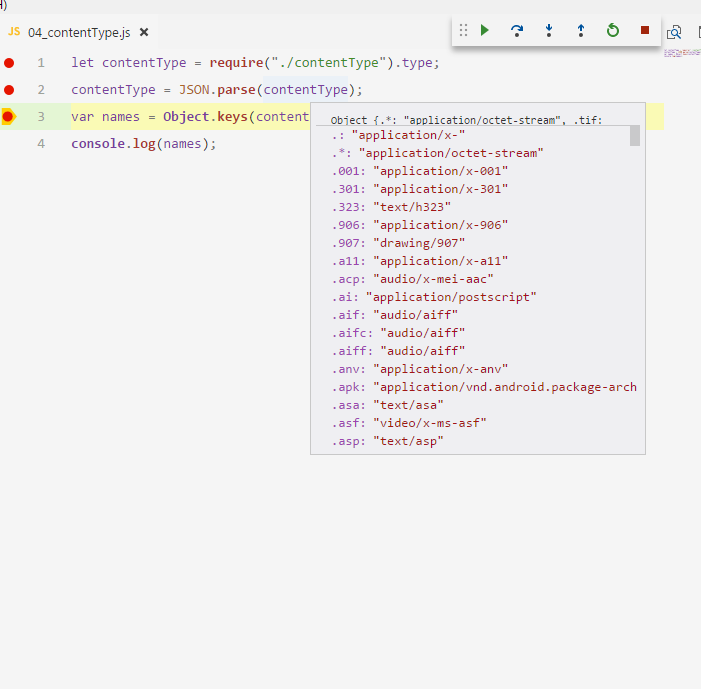 JS 04_contentType.js ×
1 let contentType = require("./contentType").type;
2 contentType = JSON.parse(contentType);
3 var names = Object.keys(content
4 console.log(names);
Object {.*: "application/octet-stream", .tif:
.: "application/x-"
.*: "application/octet-stream"
.001: "application/x-001"
.301: "application/x-301"
.323: "text/h323"
.906: "application/x-906"
.907: "drawing/907"
.a11: "application/x-a11"
.acp: "audio/x-mei-aac"
.ai: "application/postscript"
.aif: "audio/aiff"
.aifc: "audio/aiff"
.aiff: "audio/aiff"
.anv: "application/x-anv"
.apk: "application/vnd.android.package-arch
.asa: "text/asa"
.asf: "video/x-ms-asf"
.asp: "text/asp"